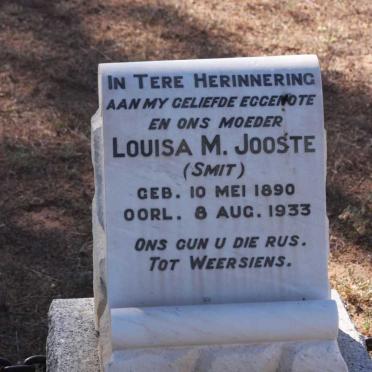 In Tere Herinnering
aan my geliefde eggenote
en ons moeder
Louisa M. Jooste
(Smit)
geb. 10 Mei 1890
oorl. 8 Aug. 1933
Ons gun u die rus.
Tot Weersiens.